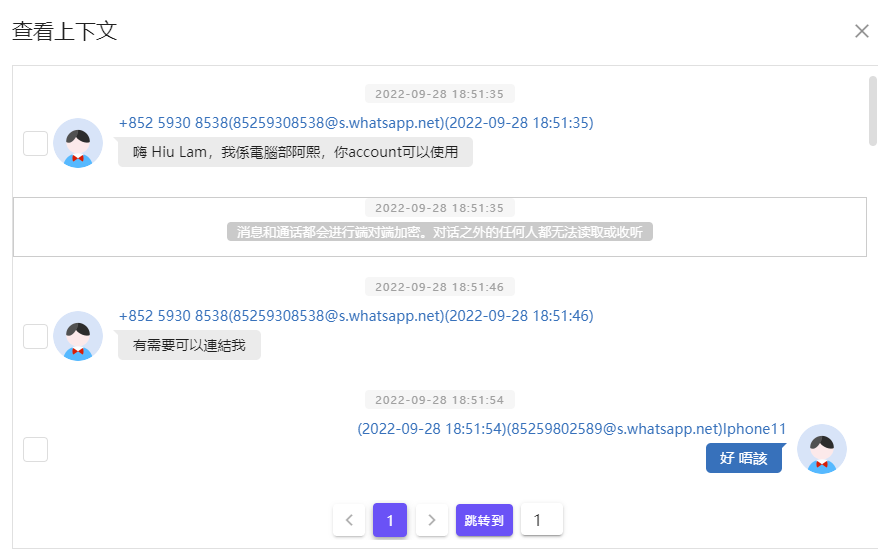 查看上下文
2022-09-28 18:51:35
+852 5930 8538(85259308538@s.whatsapp.net)(2022-09-28 18:51:35)
嗨 Hiu Lam，我係電腦部阿熙，你account可以使用
2022-09-28 18:51:35
消息和通话都会进行端对端加密。对话之外的任何人都无法读取或收听
2022-09-28 18:51:46
+852 5930 8538(85259308538@s.whatsapp.net)(2022-09-28 18:51:46)
有需要可以連結我
2022-09-28 18:51:54
(2022-09-28 18:51:54)(85259802589@s.whatsapp.net)Iphone11
好 唔該
1 跳转到 1